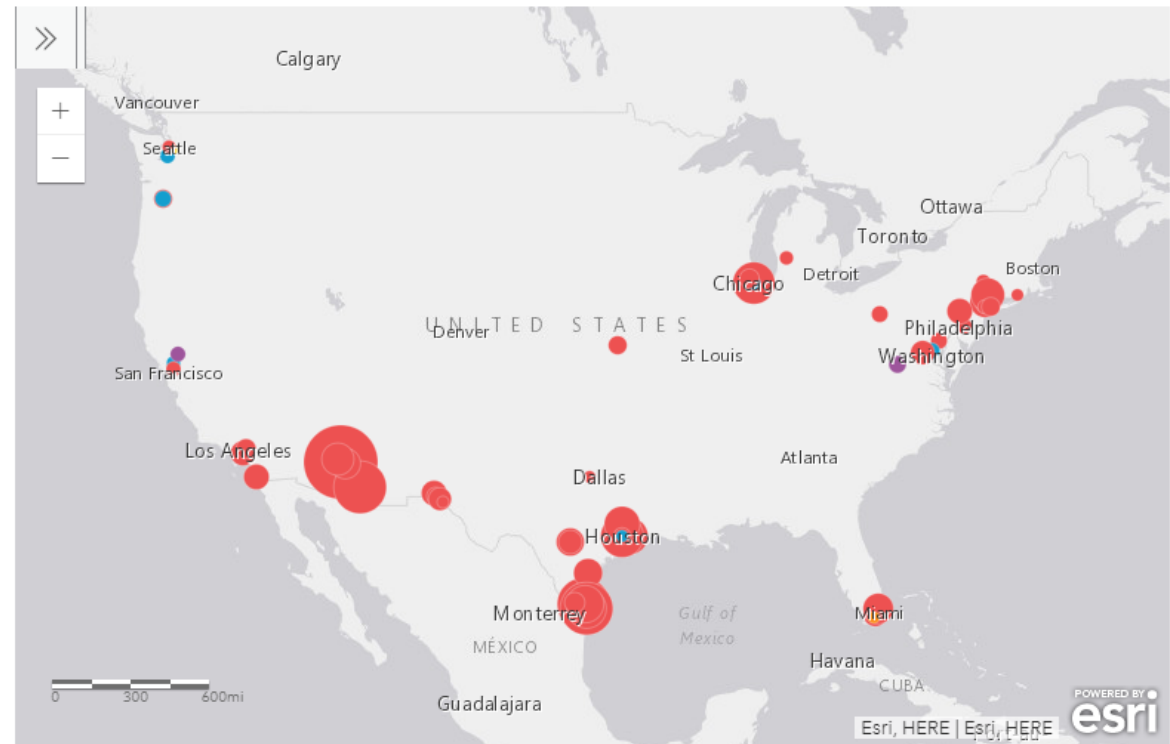 Calgary
+
Vancouver
−
Seattle
Ottawa
Toronto
Boston
Detroit
Chicago
UNITED STATES
Denver
Philadelphia
St Louis
Washington
San Francisco
Los Angeles
Atlanta
Dallas
Houston
Monterrey
Gulf of
Mexico
Miami
MÉXICO
Havana
CUBA
0 300 600mi
Guadalajara
POWERED BY
esri
Esri, HERE | Esri, HERE